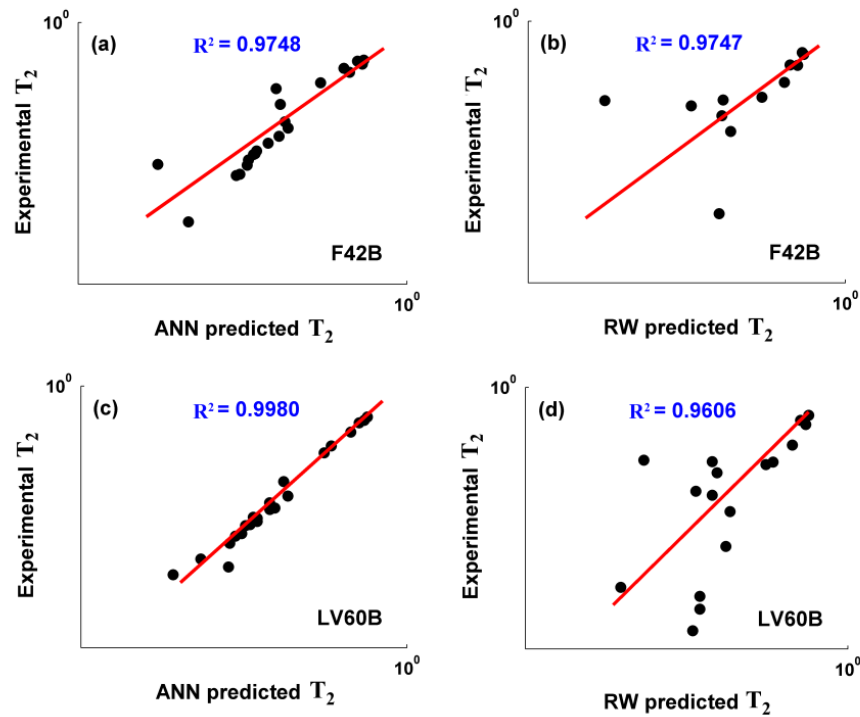 10⁰
(a)
R² = 0.9748
Experimental T₂
F42B
10⁰
ANN predicted T₂
10⁰
(b)
R² = 0.9747
Experimental T₂
F42B
10⁰
RW predicted T₂
10⁰
(c)
R² = 0.9980
Experimental T₂
LV60B
10⁰
ANN predicted T₂
10⁰
(d)
R² = 0.9606
Experimental T₂
LV60B
10⁰
RW predicted T₂